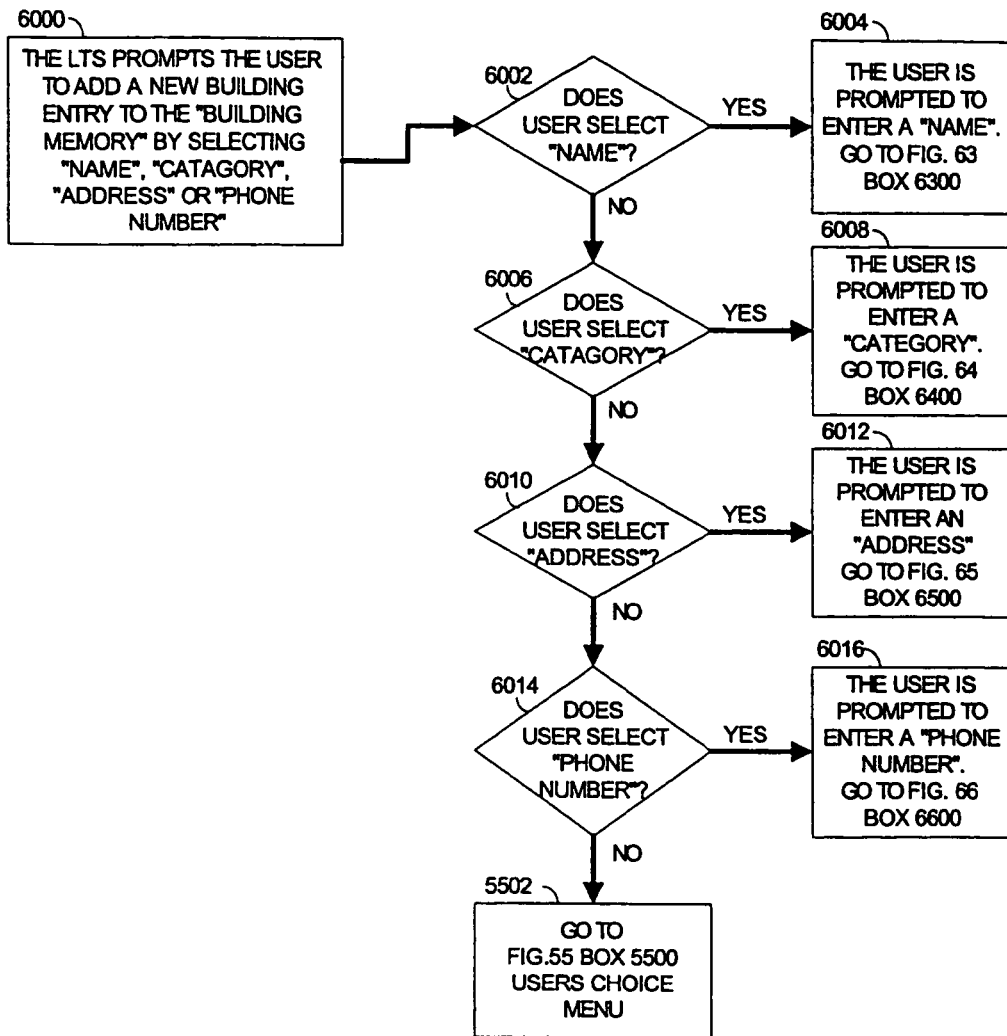 6000
THE LTS PROMPTS THE USER
TO ADD A NEW BUILDING
ENTRY TO THE "BUILDING
MEMORY" BY SELECTING
"NAME", "CATAGORY",
"ADDRESS" OR "PHONE
NUMBER"
6002
DOES
USER SELECT
"NAME"?
YES
NO
6004
THE USER IS
PROMPTED TO
ENTER A "NAME".
GO TO FIG. 63
BOX 6300
6006
DOES
USER SELECT
"CATAGORY"?
YES
NO
6008
THE USER IS
PROMPTED TO
ENTER A
"CATEGORY".
GO TO FIG. 64
BOX 6400
6010
DOES
USER SELECT
"ADDRESS"?
YES
NO
6012
THE USER IS
PROMPTED TO
ENTER AN
"ADDRESS"
GO TO FIG. 65
BOX 6500
6014
DOES
USER SELECT
"PHONE
NUMBER"?
YES
NO
6016
THE USER IS
PROMPTED TO
ENTER A "PHONE
NUMBER".
GO TO FIG. 66
BOX 6600
5502
GO TO
FIG.55 BOX 5500
USERS CHOICE
MENU